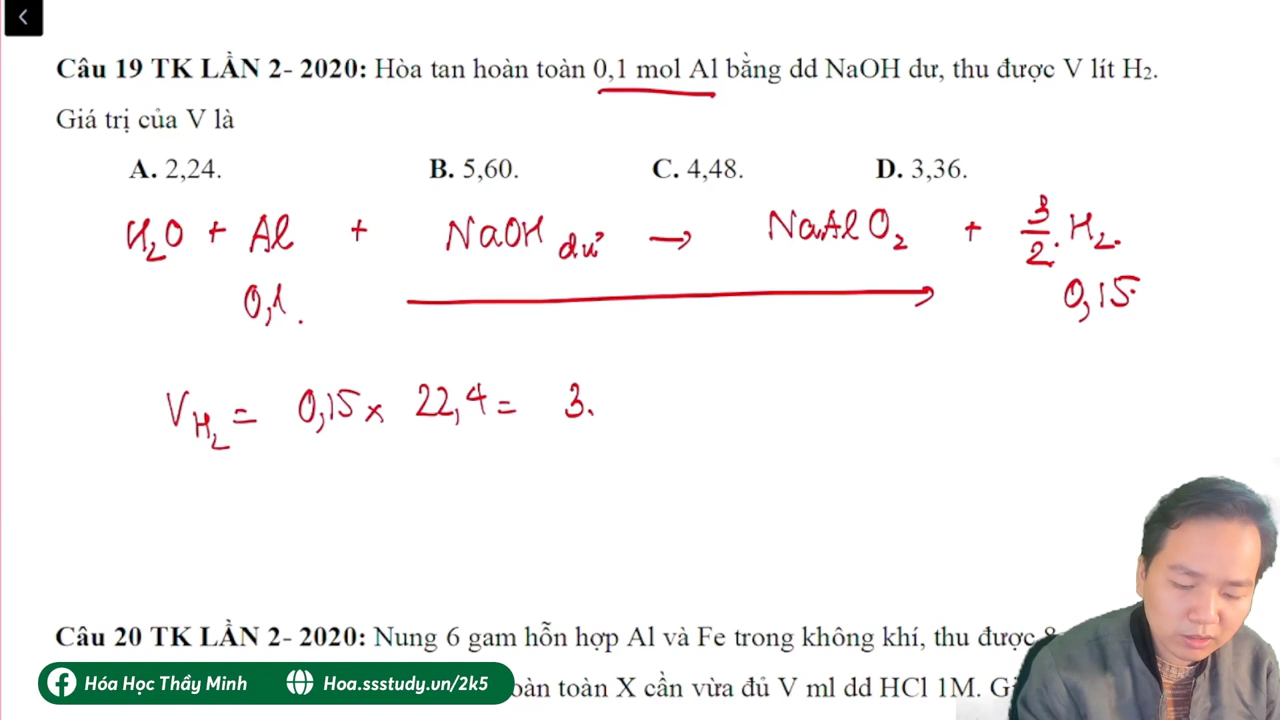 Câu 19 TK LẦN 2- 2020: Hòa tan hoàn toàn 0,1 mol Al bằng dd NaOH dư, thu được V lít H₂.
Giá trị của V là
A. 2,24. B. 5,60. C. 4,48. D. 3,36.
H₂O + Al + NaOH dư → NaAlO₂ + 3/2 . H₂.
0,1. → 0,15.
V H₂ = 0,15 x 22,4 = 3.
Câu 20 TK LẦN 2- 2020: Nung 6 gam hỗn hợp Al và Fe trong không khí, thu được 8
Hóa Học Thầy Minh Hoa.ssstudy.vn/2k5 oàn toàn X cần vừa đủ V ml dd HCl 1M.